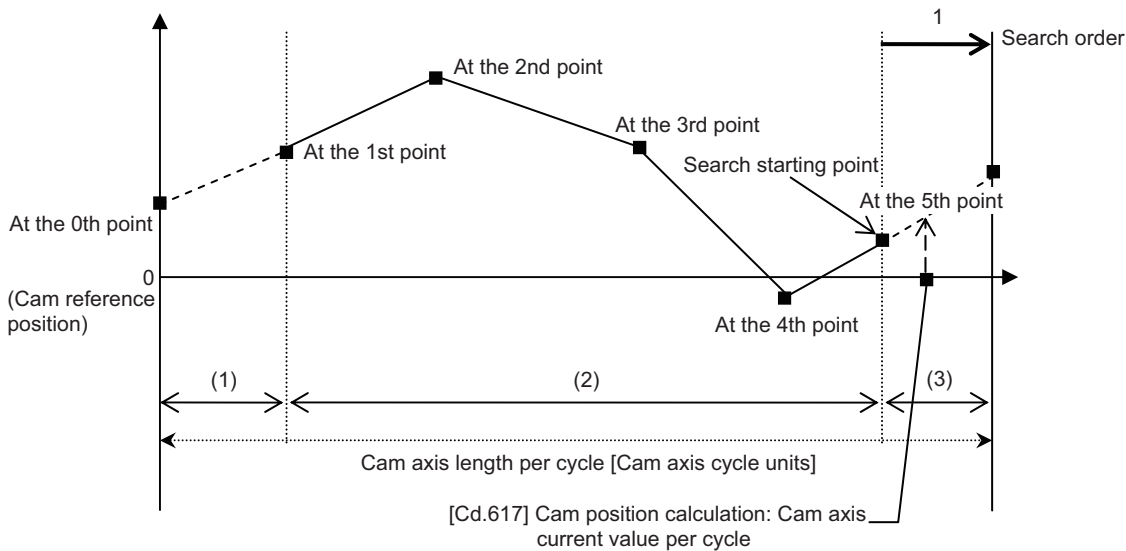 1
Search order
At the 2nd point
At the 3rd point
At the 1st point
Search starting point
At the 5th point
At the 0th point
0
(Cam reference
position)
At the 4th point
(1)
(2)
(3)
Cam axis length per cycle [Cam axis cycle units]
[Cd.617] Cam position calculation: Cam axis
current value per cycle